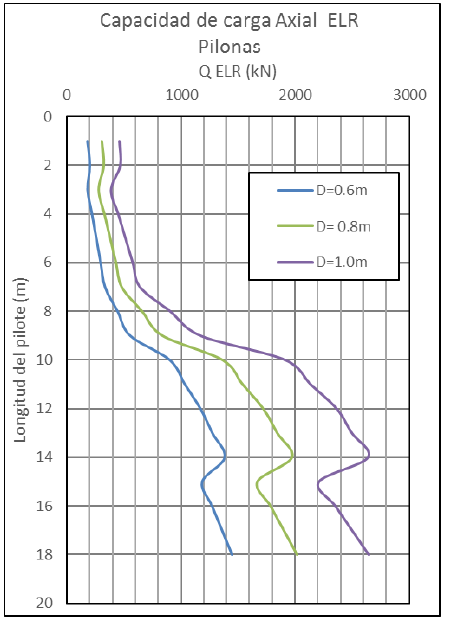 Capacidad de carga Axial ELR
Pilonas
Q ELR (kN)
0 1000 2000 3000
Longitud del pilote (m)
0
2
4
6
8
10
12
14
16
18
20
D=0.6m
D= 0.8m
D=1.0m